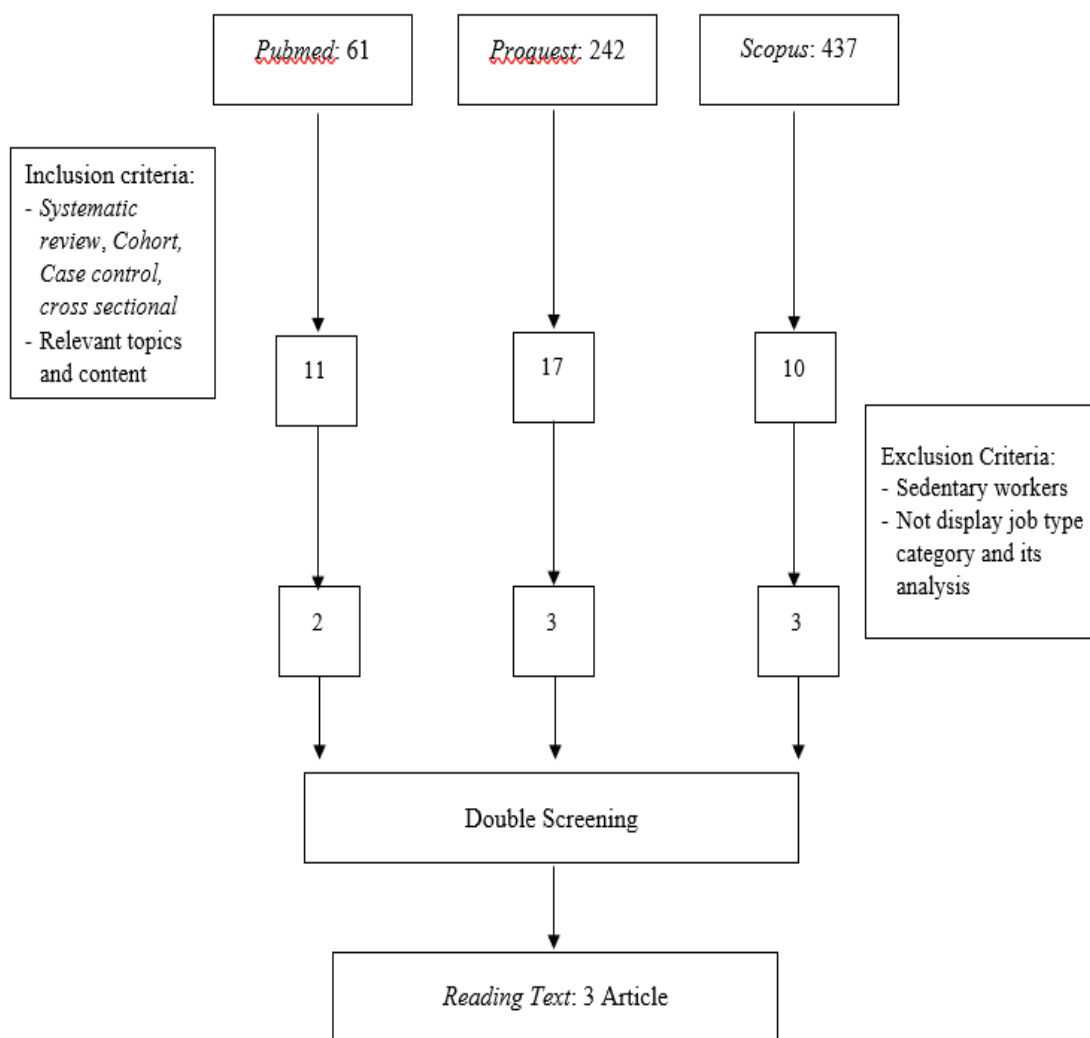 Pubmed: 61
Proquest: 242
Scopus: 437
Inclusion criteria:
- Systematic
review, Cohort,
Case control,
cross sectional
- Relevant topics
and content
11
17
10
Exclusion Criteria:
- Sedentary workers
- Not display job type
category and its
analysis
2
3
3
Double Screening
Reading Text: 3 Article